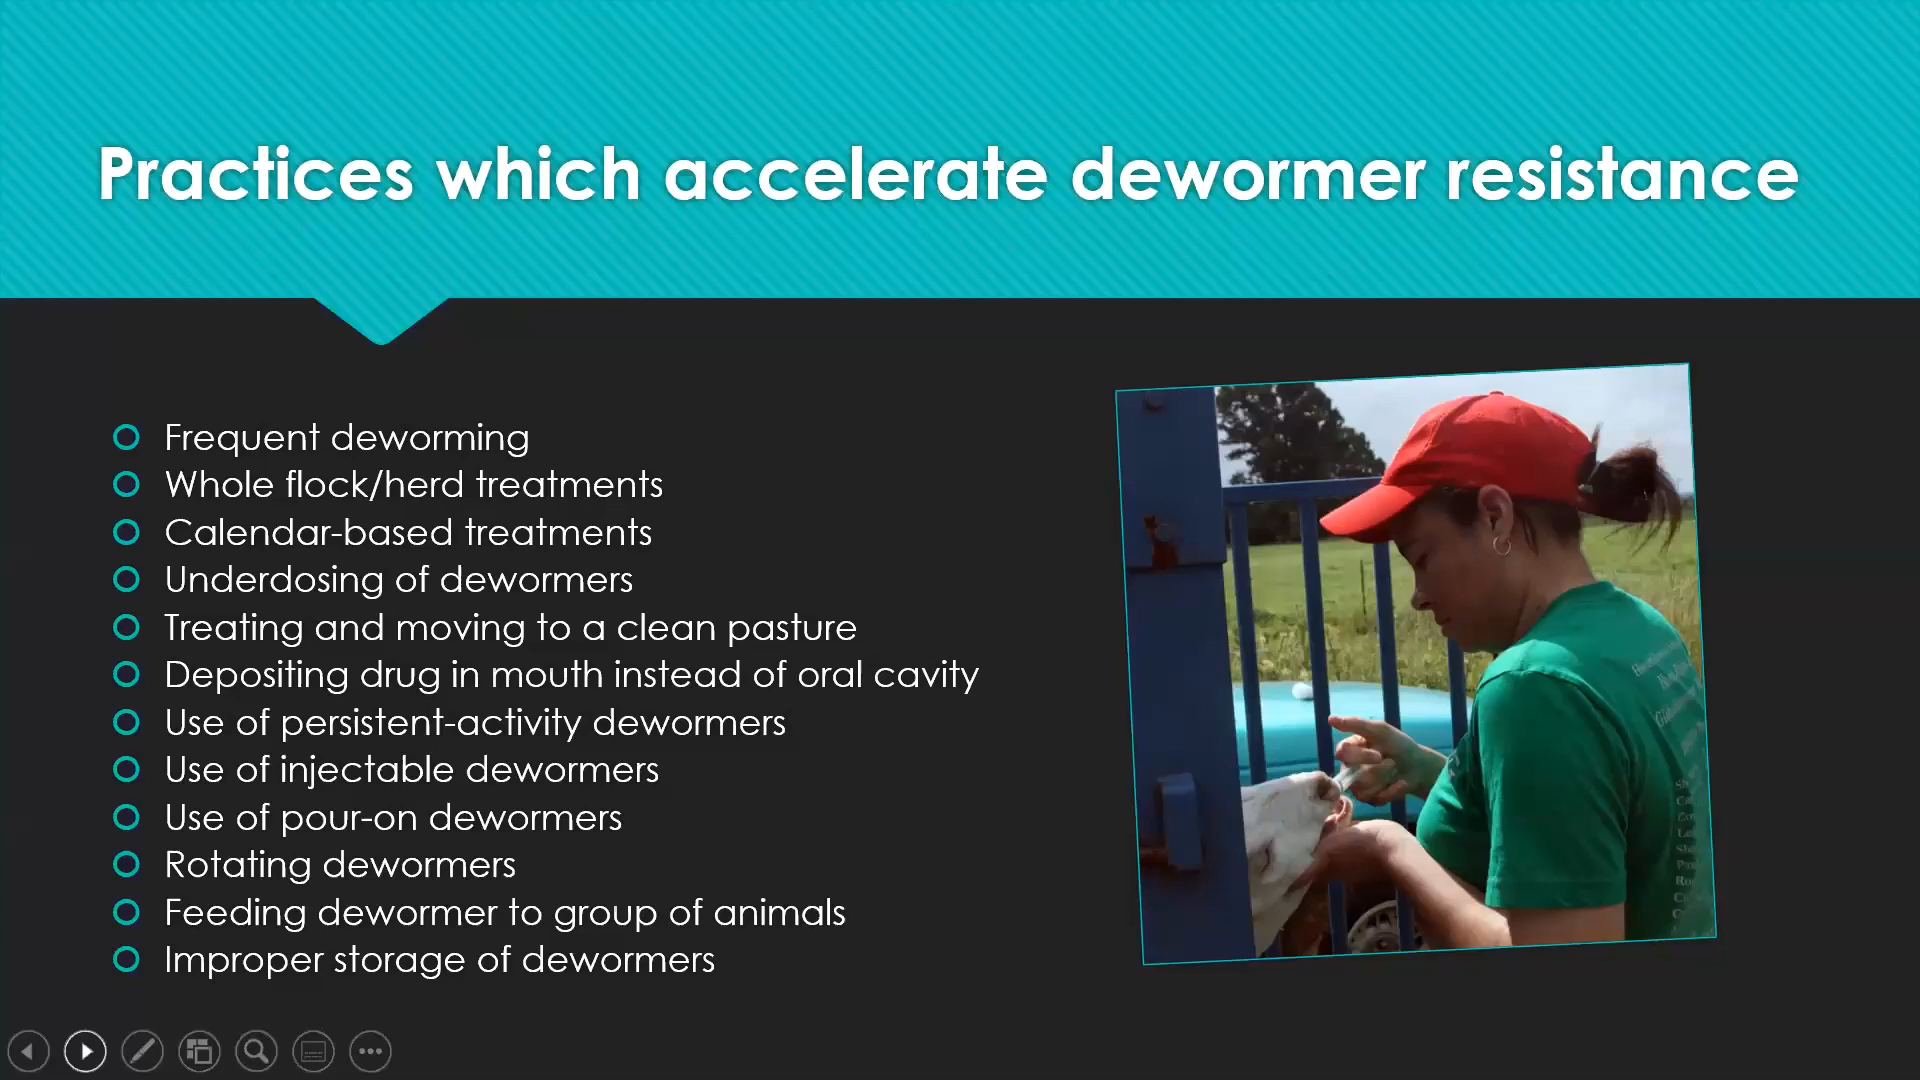 Practices which accelerate dewormer resistance
Frequent deworming
Whole flock/herd treatments
Calendar-based treatments
Underdosing of dewormers
Treating and moving to a clean pasture
Depositing drug in mouth instead of oral cavity
Use of persistent-activity dewormers
Use of injectable dewormers
Use of pour-on dewormers
Rotating dewormers
Feeding dewormer to group of animals
Improper storage of dewormers